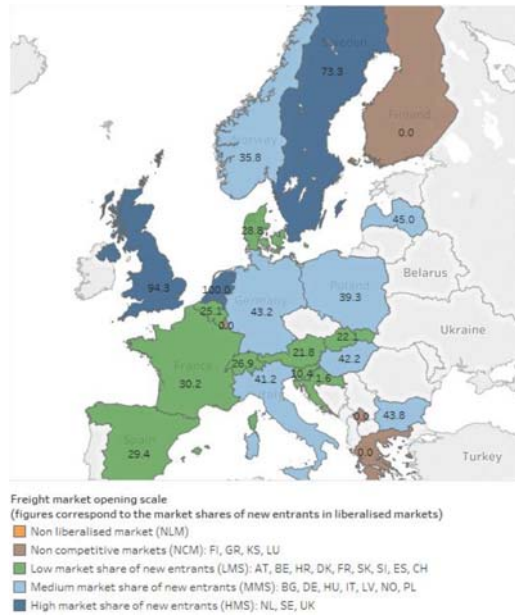 Sweden
73.3
Finland
0.0
Norway
35.8
45.0
28.8
Belarus
94.3
100.0
Germany
43.2
Poland
39.3
25.1
0.0
Ukraine
22.1
France
30.2
26.9
21.8
42.2
10.4
1.6
41.2
Spain
29.4
43.8
0.0
0.0
Turkey
Freight market opening scale
(figures correspond to the market shares of new entrants in liberalised markets)
Non liberalised market (NLM)
Non competitive markets (NCM): FI, GR, KS, LU
Low market share of new entrants (LMS): AT, BE, HR, DK, FR, SK, SI, ES, CH
Medium market share of new entrants (MMS): BG, DE, HU, IT, LV, NO, PL
High market share of new entrants (HMS): NL, SE, UK